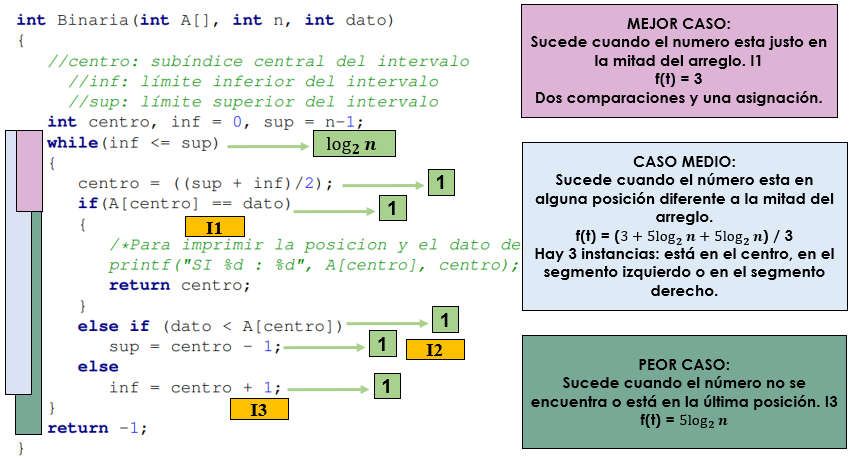 int Binaria(int A[], int n, int dato)
{
//centro: subíndice central del intervalo
//inf: límite inferior del intervalo
//sup: límite superior del intervalo
int centro, inf = 0, sup = n-1;
while(inf <= sup)
log₂ n
{
centro = ((sup + inf)/2);
1
if(A[centro] == dato)
1
{
I1
/*Para imprimir la posicion y el dato de
printf("SI %d : %d", A[centro], centro);
return centro;
}
else if (dato < A[centro])
1
sup = centro - 1;
1
I2
else
inf = centro + 1;
1
}
I3
return -1;
}
MEJOR CASO:
Sucede cuando el numero esta justo en
la mitad del arreglo. I1
f(t) = 3
Dos comparaciones y una asignación.
CASO MEDIO:
Sucede cuando el número esta en
alguna posición diferente a la mitad del
arreglo.
f(t) = (3 + 5log₂ n + 5log₂ n) / 3
Hay 3 instancias: está en el centro, en el
segmento izquierdo o en el segmento
derecho.
PEOR CASO:
Sucede cuando el número no se
encuentra o está en la última posición. I3
f(t) = 5log₂ n